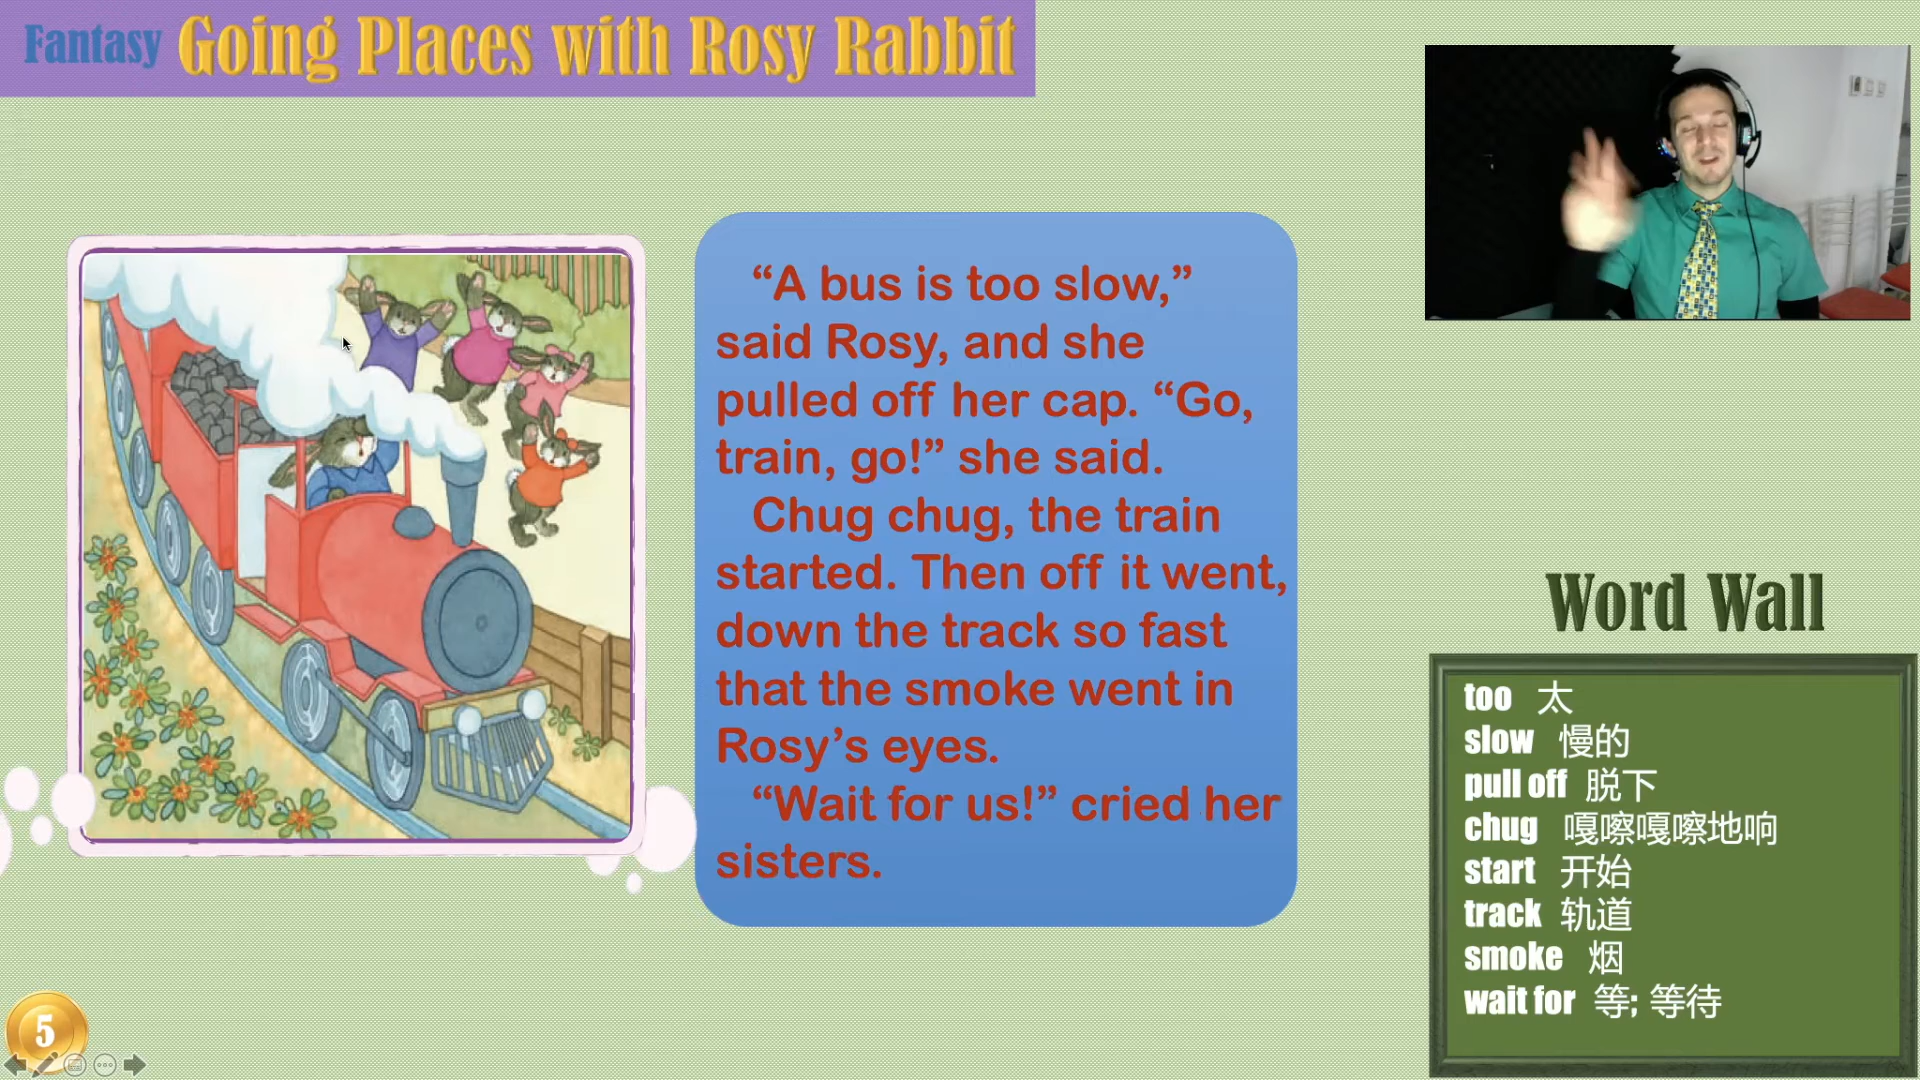 Fantasy Going Places with Rosy Rabbit
“A bus is too slow,”
said Rosy, and she
pulled off her cap. “Go,
train, go!” she said.
Chug chug, the train
started. Then off it went,
down the track so fast
that the smoke went in
Rosy’s eyes.
“Wait for us!” cried her
sisters.
Word Wall
too 太
slow 慢的
pull off 脱下
chug 嘎嚓嘎嚓地响
start 开始
track 轨道
smoke 烟
wait for 等; 等待
5